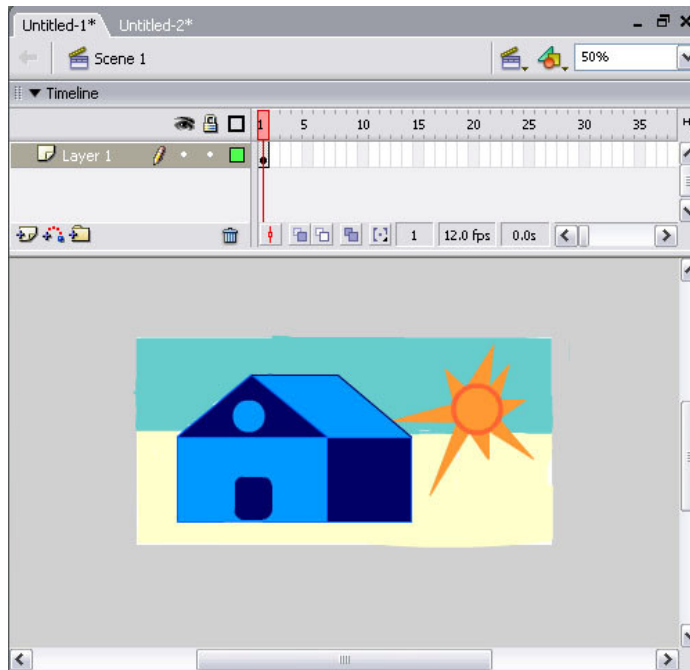 Untitled-1* Untitled-2*
Scene 1 50%
Timeline
1 5 10 15 20 25 30 35 H
Layer 1
1 12.0 fps 0.0s